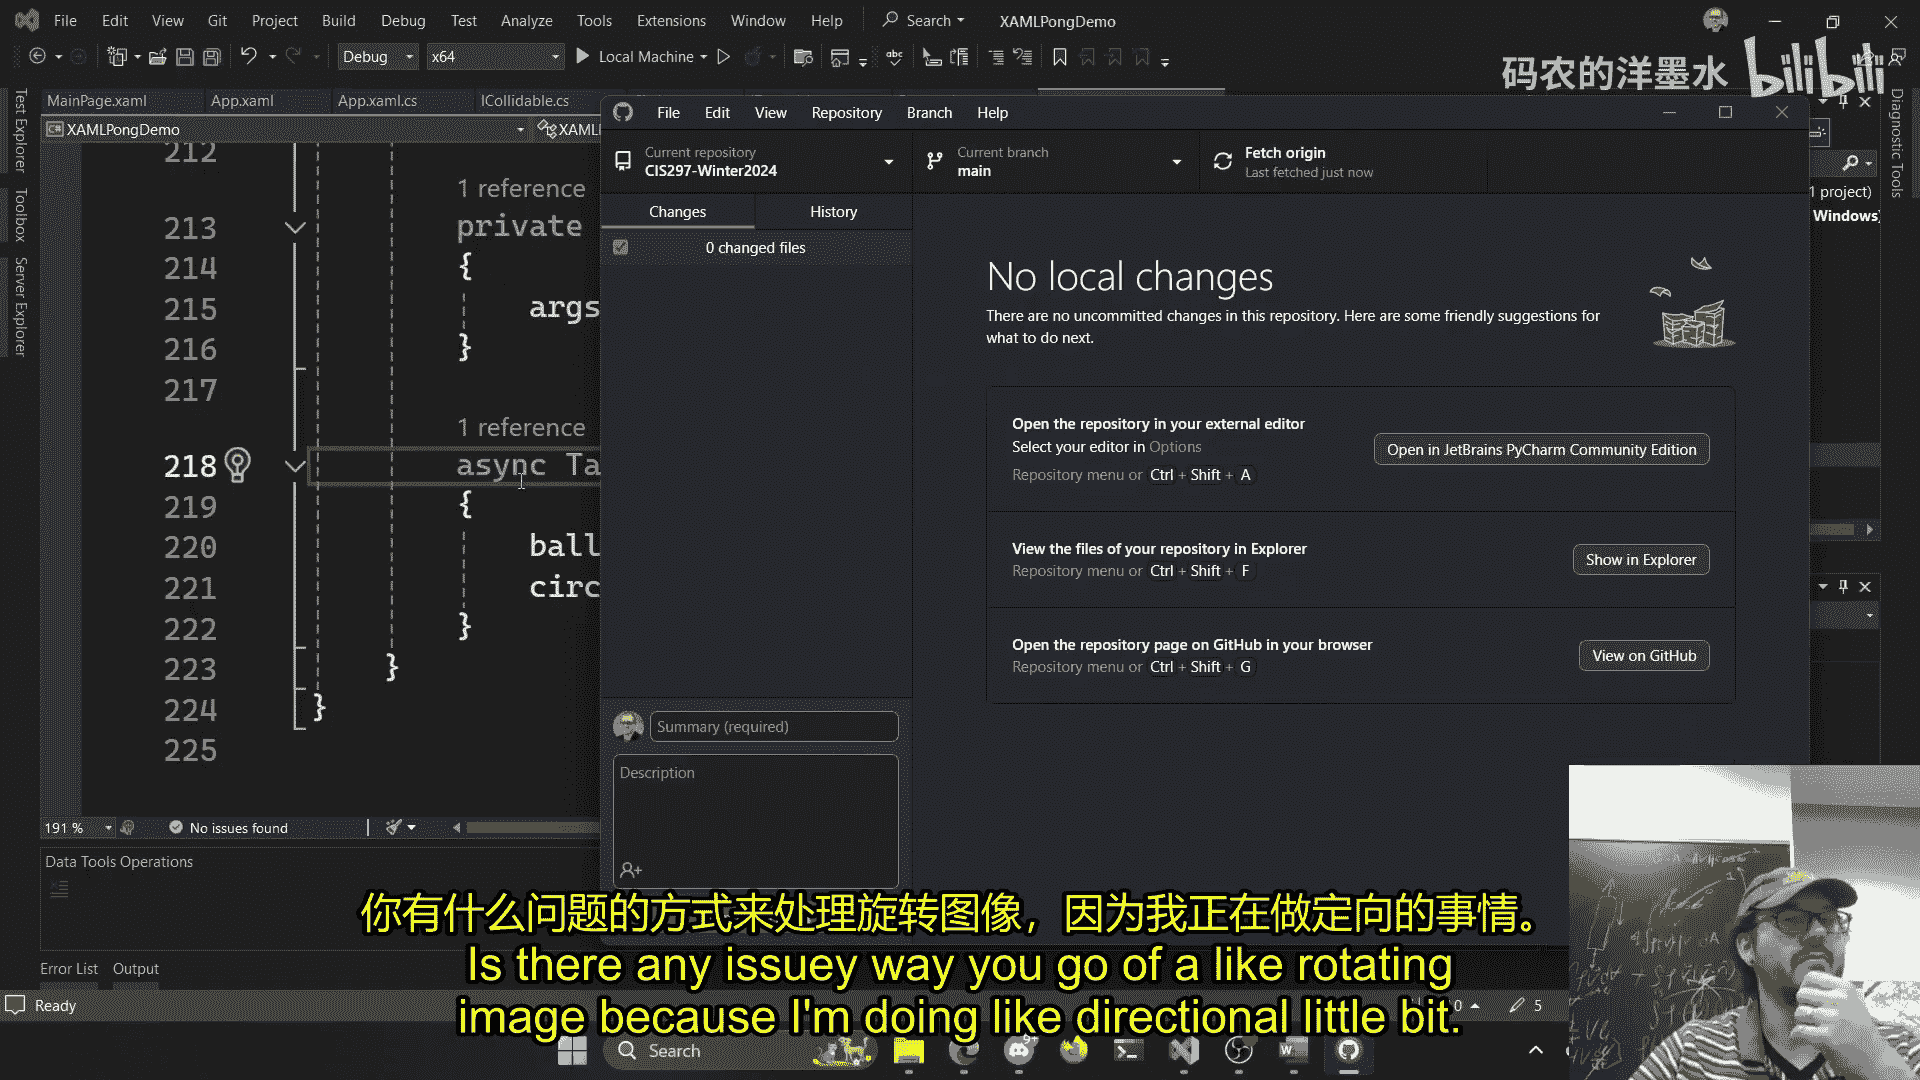 File Edit View Git Project Build Debug Test Analyze Tools Extensions Window Help Search XAMLPongDemo
Debug x64 Local Machine
码农的洋墨水 bilibili
MainPage.xaml App.xaml App.xaml.cs ICollidable.cs
XAMLPongDemo XAML
Test Explorer
Toolbox
Server Explorer
Diagnostic Tools
212
1 reference
213 private
214 {
215 args
216 }
217
1 reference
218 async Ta
219 {
220 ball
221 circ
222 }
223 }
224 }
225
191 % No issues found
Data Tools Operations
Error List Output
Ready
File Edit View Repository Branch Help
Current repository
CIS297-Winter2024
Current branch
main
Fetch origin
Last fetched just now
Changes History
0 changed files
No local changes
There are no uncommitted changes in this repository. Here are some friendly suggestions for
what to do next.
Open the repository in your external editor
Select your editor in Options
Repository menu or Ctrl + Shift + A
Open in JetBrains PyCharm Community Edition
View the files of your repository in Explorer
Repository menu or Ctrl + Shift + F
Show in Explorer
Open the repository page on GitHub in your browser
Repository menu or Ctrl + Shift + G
View on GitHub
Summary (required)
Description
1 project)
Windows)
你有什么问题的方式来处理旋转图像，因为我正在做定向的事情。
Is there any issuey way you go of a like rotating
image because I'm doing like directional little bit.
0 5
Search
9+